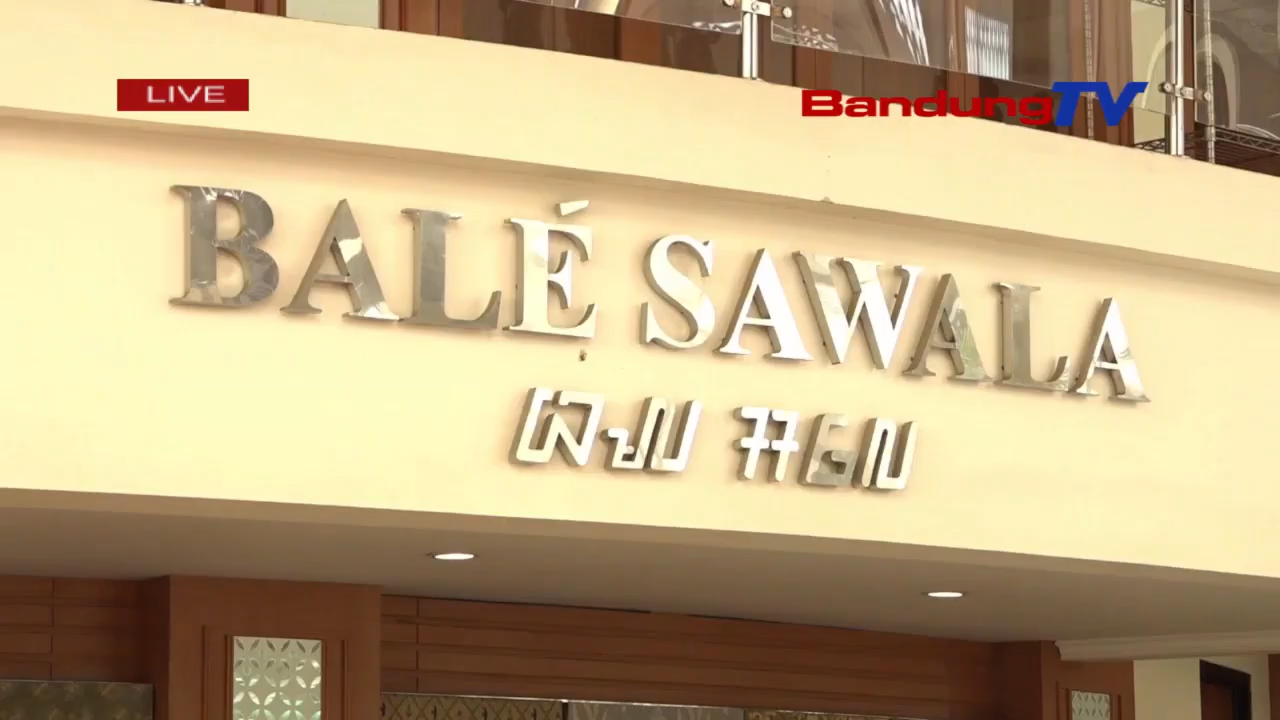 LIVE
BandungTV
BALÉ SAWALA
ᮘᮜᮦ ᮞᮝᮜ